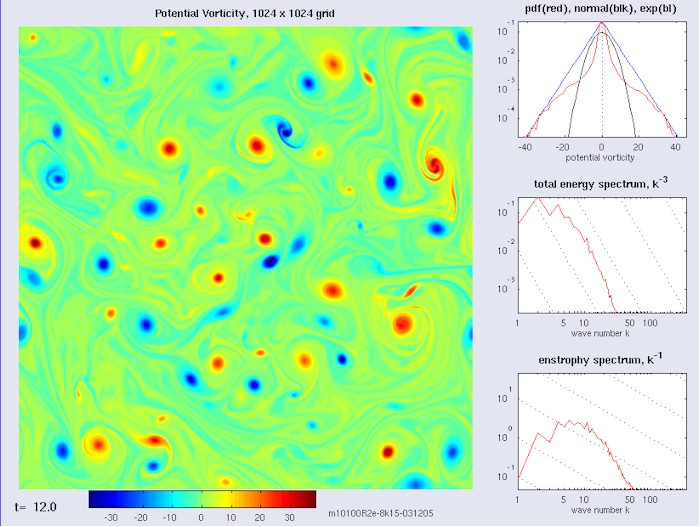 Potential Vorticity, 1024 x 1024 grid
t= 12.0
-30 -20 -10 0 10 20 30
m10100R2e-8k15-031205
pdf(red), normal(blk), exp(bl)
10^-1
10^-2
10^-3
10^-4
-40 -20 0 20 40
potential vorticity
total energy spectrum, k^-3
10^-1
10^-2
10^-3
1 5 10 50 100
wave number k
enstrophy spectrum, k^-1
10^1
10^0
10^-1
1 5 10 50 100
wave number k